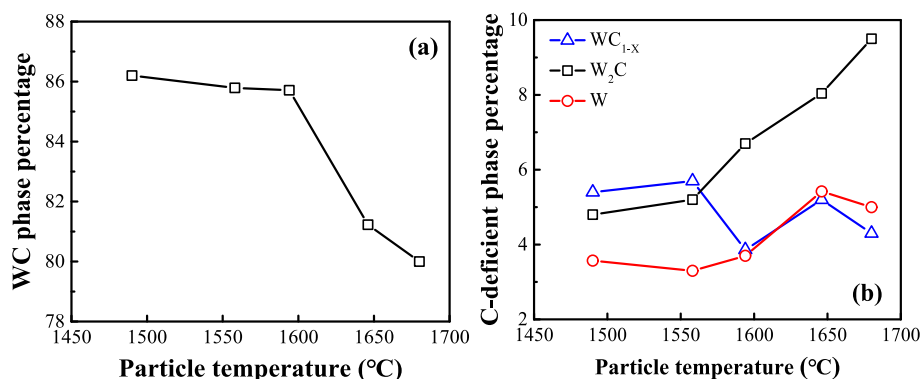 (a)
WC phase percentage
88
86
84
82
80
78
1450 1500 1550 1600 1650 1700
Particle temperature (°C)
WC1-X
W2C
W
C-deficient phase percentage
10
8
6
4
2
(b)
1450 1500 1550 1600 1650 1700
Particle temperature (°C)